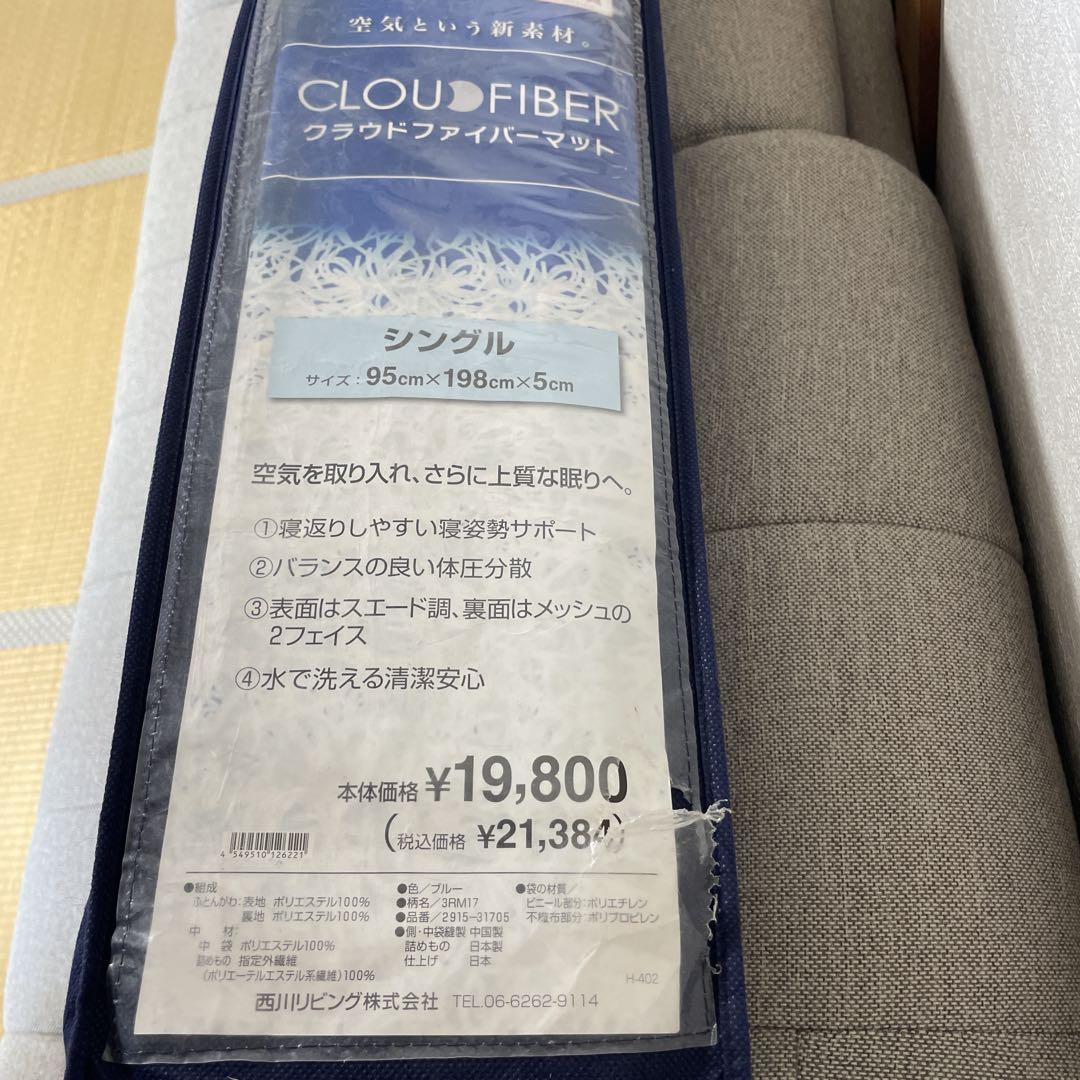 空気という新素材。
CLOUDFIBER
クラウドファイバーマット
シングル
サイズ：95cm×198cm×5cm
空気を取り入れ、さらに上質な眠りへ。
①寝返りしやすい寝姿勢サポート
②バランスの良い体圧分散
③表面はスエード調、裏面はメッシュの
2フェイス
④水で洗える清潔安心
本体価格 ¥19,800
（税込価格 ¥21,384）
4 549510 126221
●組成
ふとんがわ：表地 ポリエステル100%
裏地 ポリエステル100%
中 材：
中 袋 ポリエステル100%
詰めもの 指定外繊維
（ポリエーテルエステル系繊維）100%
●色／ブルー
●柄名／3RM17
●品番／2915-31705
●側・中袋縫製 中国製
詰めもの 日本製
仕上げ 日本
●袋の材質／
ビニール部分：ポリエチレン
不織布部分：ポリプロピレン
H-402
西川リビング株式会社 TEL.06-6262-9114